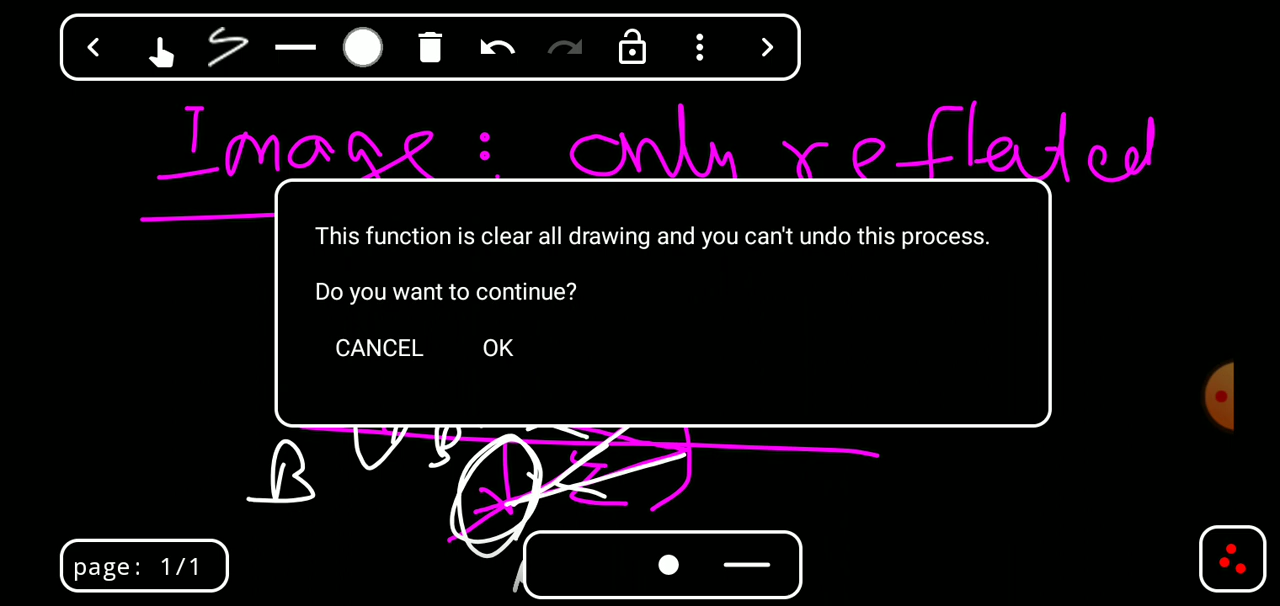 Image: only reflated
This function is clear all drawing and you can't undo this process.
Do you want to continue?
CANCEL OK
B
page: 1/1